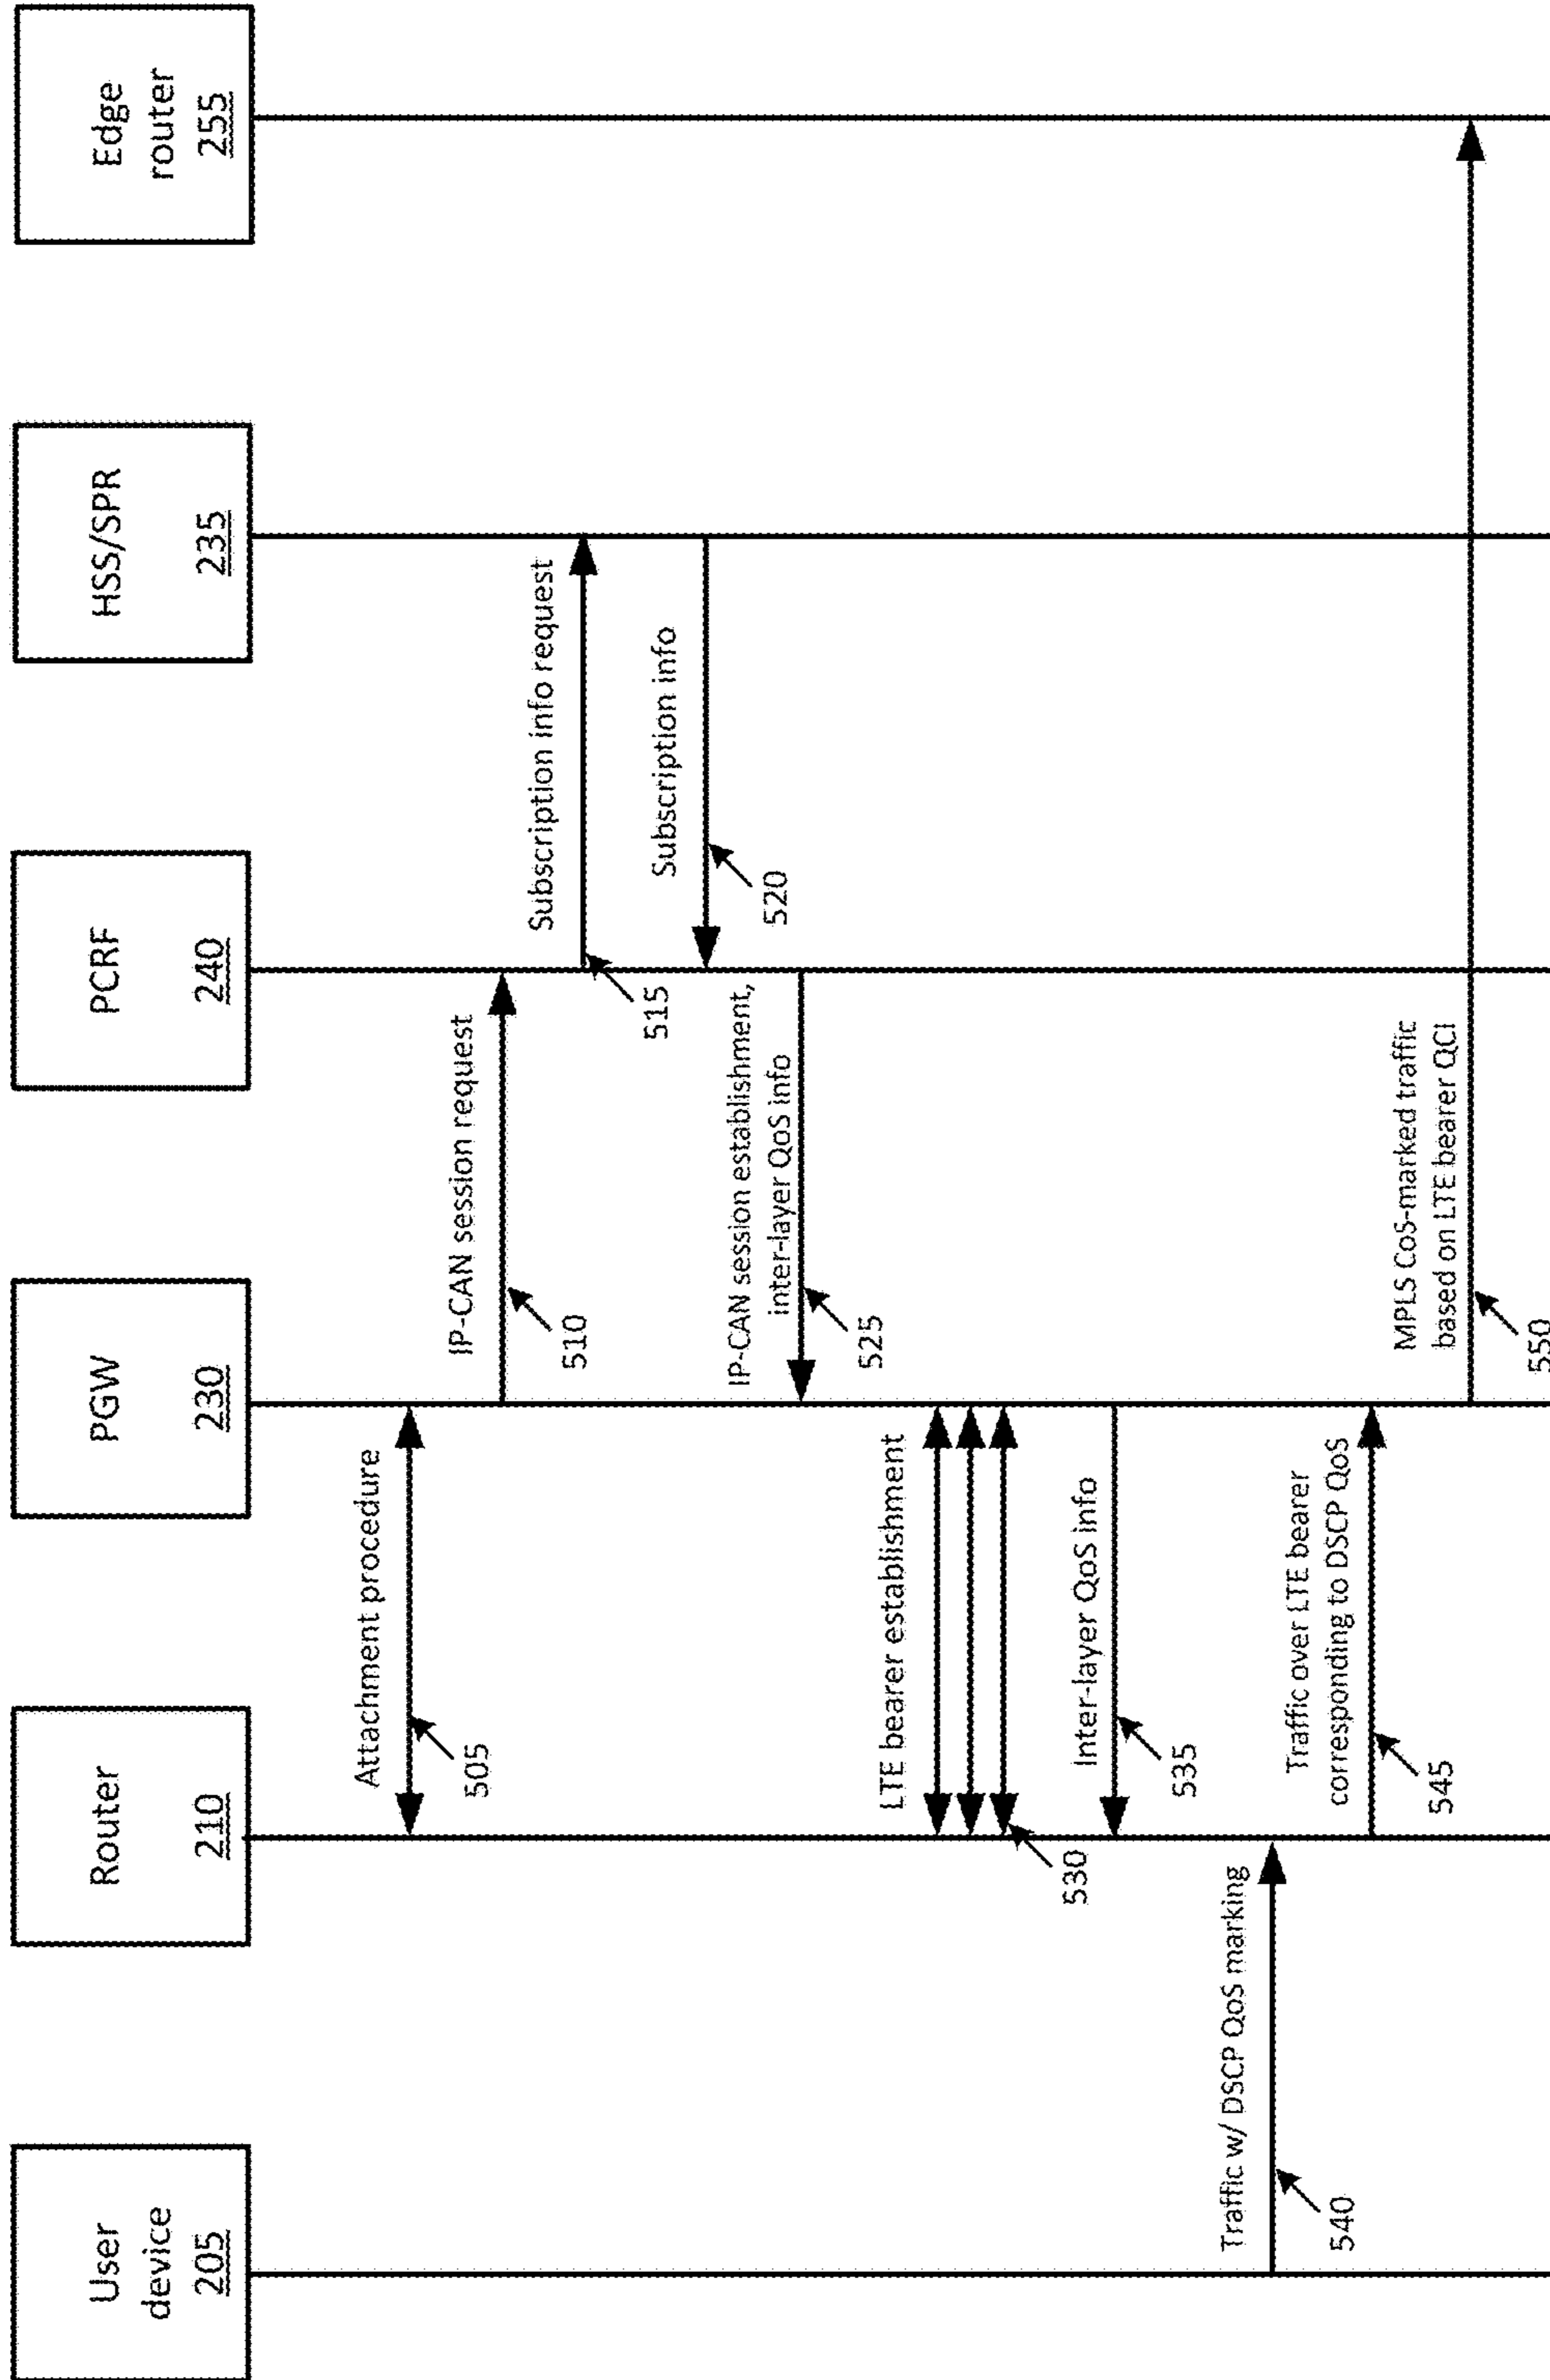 User
device
205
Router
210
PGW
230
PCRF
240
HSS/SPR
235
Edge
router
255
Attachment procedure
505
IP-CAN session request
510
Subscription info request
515
Subscription info
520
IP-CAN session establishment,
inter-layer QoS info
525
LTE bearer establishment
530
Inter-layer QoS info
535
Traffic w/ DSCP QoS marking
540
Traffic over LTE bearer
corresponding to DSCP QoS
545
MPLS CoS-marked traffic
based on LTE bearer QCI
550